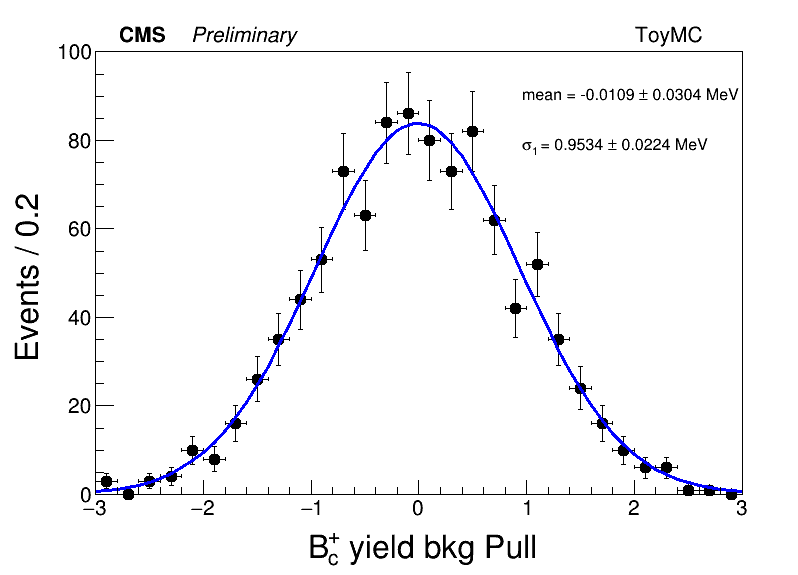 CMS Preliminary ToyMC
mean = -0.0109 ± 0.0304 MeV
σ₁ = 0.9534 ± 0.0224 MeV
Events / 0.2
100
80
60
40
20
0
−3 −2 −1 0 1 2 3
B_c^+ yield bkg Pull